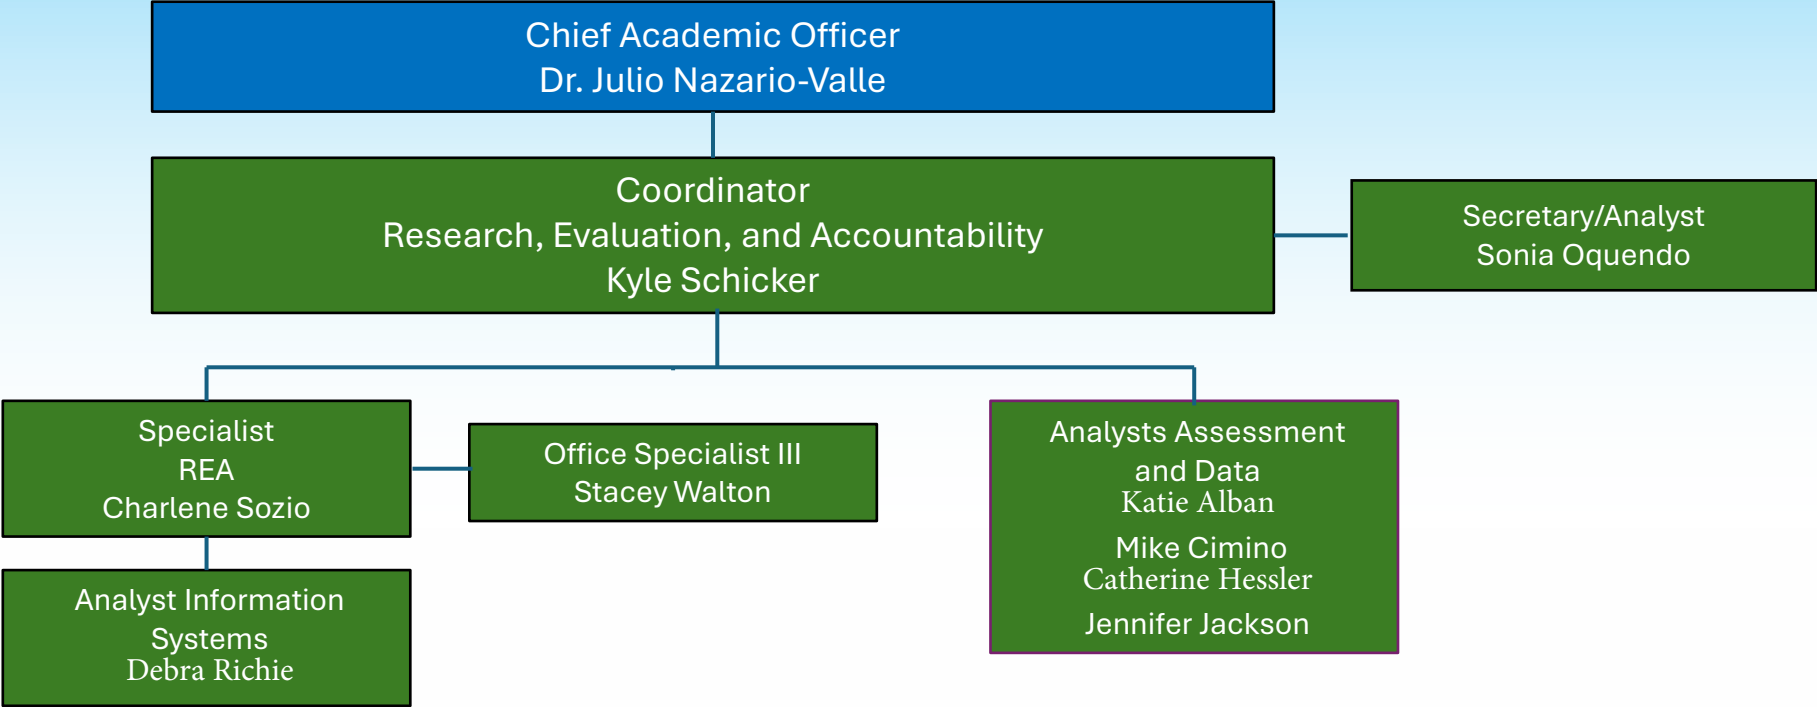 Chief Academic Officer
Dr. Julio Nazario-Valle
Coordinator
Research, Evaluation, and Accountability
Kyle Schicker
Secretary/Analyst
Sonia Oquendo
Specialist
REA
Charlene Sozio
Office Specialist III
Stacey Walton
Analysts Assessment
and Data
Katie Alban
Mike Cimino
Catherine Hessler
Jennifer Jackson
Analyst Information
Systems
Debra Richie